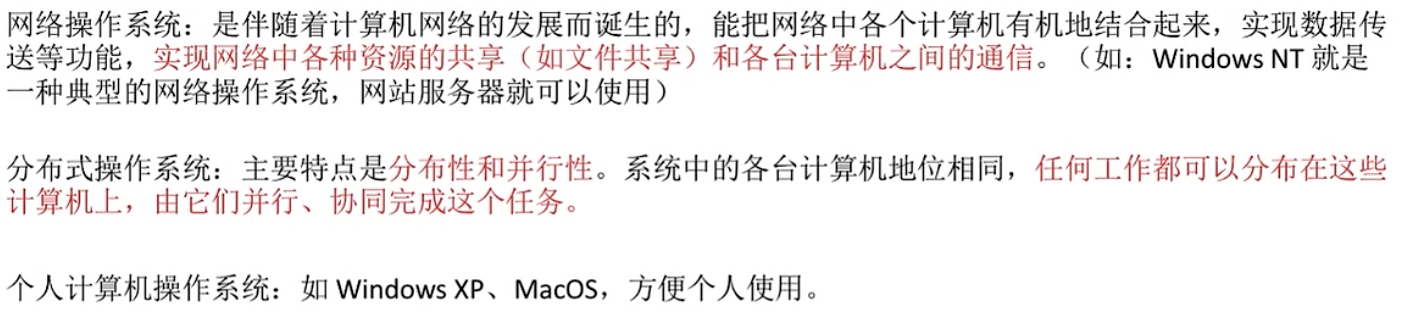 网络操作系统：是伴随着计算机网络的发展而诞生的，能把网络中各个计算机有机地结合起来，实现数据传
送等功能，实现网络中各种资源的共享（如文件共享）和各台计算机之间的通信。（如：Windows NT 就是
一种典型的网络操作系统，网站服务器就可以使用）
分布式操作系统：主要特点是分布性和并行性。系统中的各台计算机地位相同，任何工作都可以分布在这些
计算机上，由它们并行、协同完成这个任务。
个人计算机操作系统：如 Windows XP、MacOS，方便个人使用。